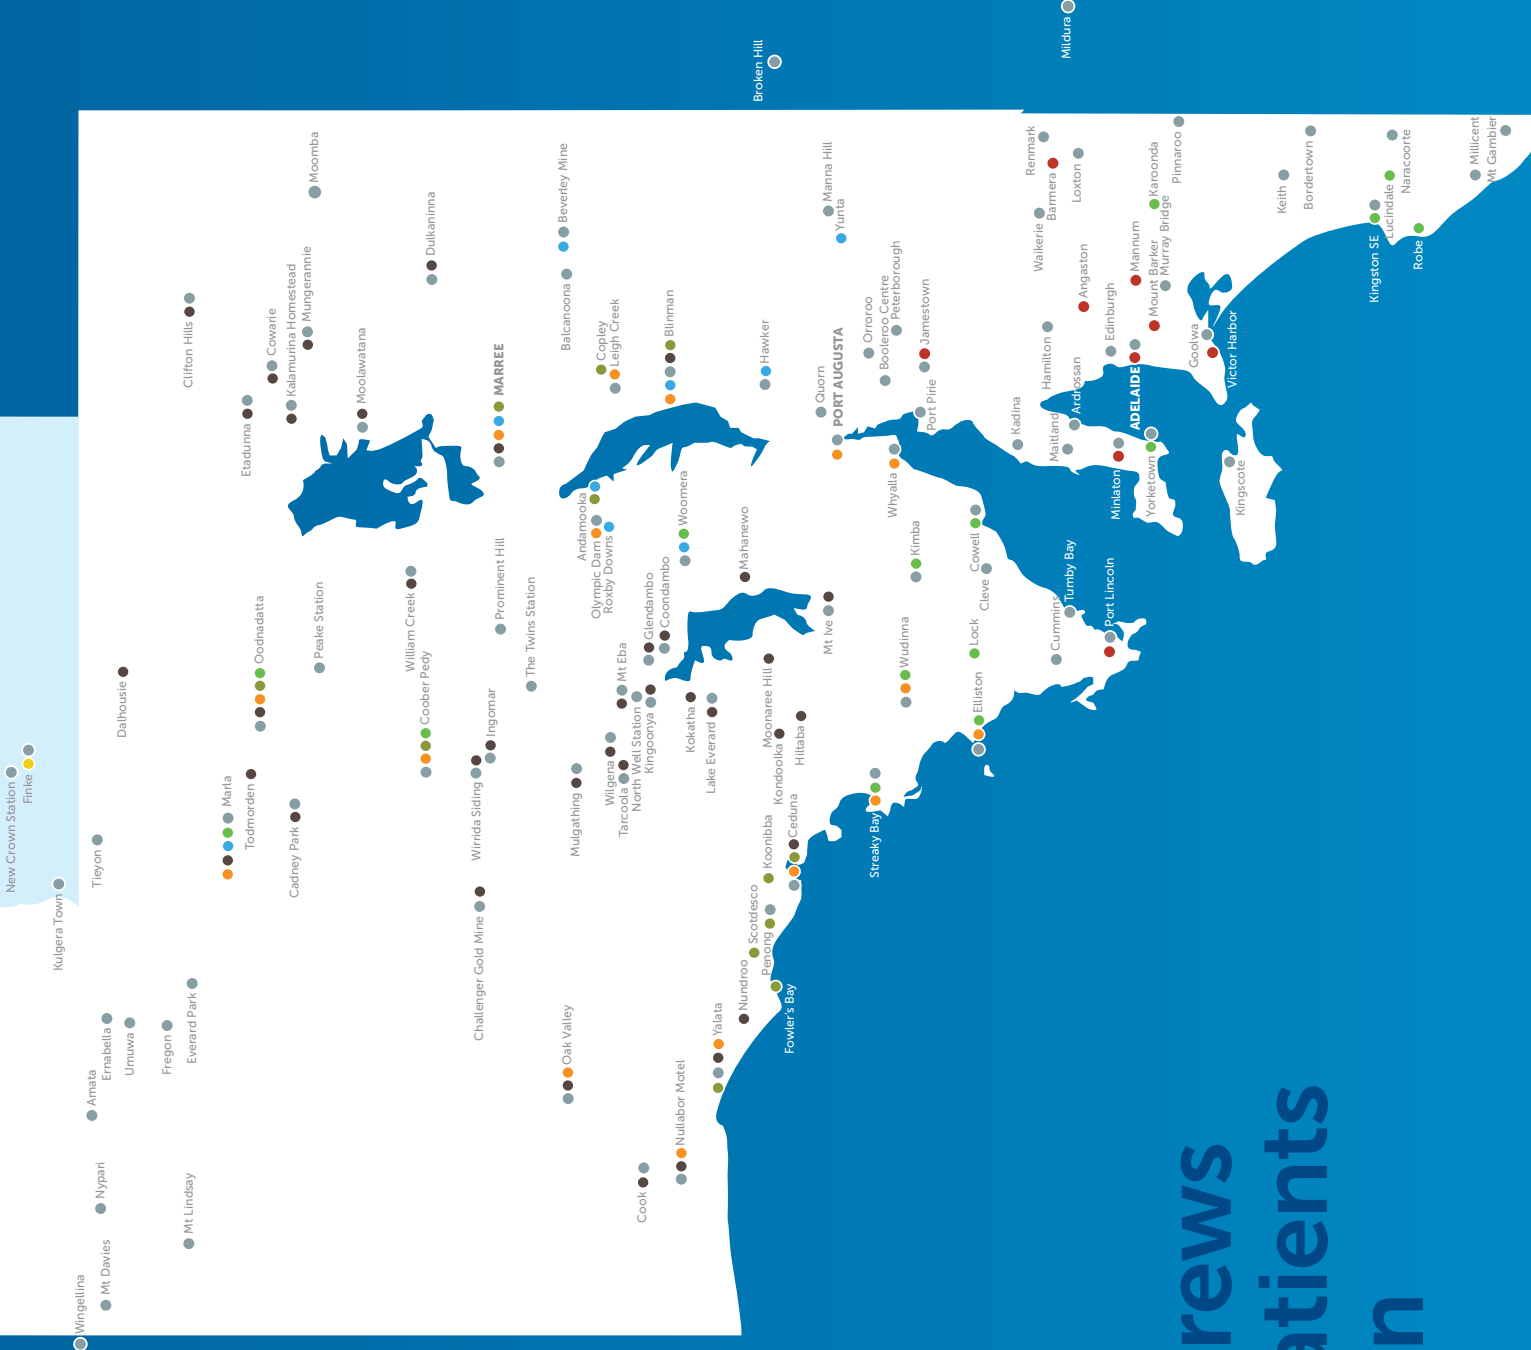 New Crown Station
Finke
Kulgera Town
Wingellina
Mt Davies
Nypari
Amata
Ernabella
Umuwa
Fregon
Everard Park
Mt Lindsay
Tieyon
Dalhousie
Marla
Todmorden
Oodnadatta
Cadney Park
Peake Station
Clifton Hills
Etadunna
Cowarie
Kalamurina Homestead
Mungerannie
Moomba
Moolawatana
Dulkaninna
MARREE
William Creek
Coober Pedy
Wirrida Siding
Ingomar
Challenger Gold Mine
Prominent Hill
The Twins Station
Oak Valley
Mulgathing
Wilgena
Tarcoola
North Well Station
Kingoonya
Mt Eba
Glendambo
Coondambo
Kokatha
Lake Everard
Andamooka
Olympic Dam
Roxby Downs
Woomera
Mahanewo
Beverley Mine
Balcanoona
Copley
Leigh Creek
Blinman
Hawker
Cook
Nullabor Motel
Yalata
Nundroo
Fowler's Bay
Scotdesco
Penong
Koonibba
Ceduna
Moonaree Hill
Kondoolka
Hiltaba
Mt Ive
Streaky Bay
Wudinna
Kimba
Elliston
Lock
Cowell
Cleve
Cummins
Tumby Bay
Port Lincoln
Broken Hill
Manna Hill
Yunta
Quorn
PORT AUGUSTA
Orroroo
Booleroo Centre
Peterborough
Jamestown
Port Pirie
Whyalla
Mildura
Renmark
Barmera
Loxton
Waikerie
Karoonda
Pinnaroo
Angaston
Mannum
Mount Barker
Murray Bridge
Hamilton
Edinburgh
Kadina
Ardrossan
Maitland
ADELAIDE
Minlaton
Yorketown
Goolwa
Victor Harbor
Kingscote
Keith
Bordertown
Kingston SE
Lucindale
Naracoorte
Robe
Millicent
Mt Gambier
rews
atients
n